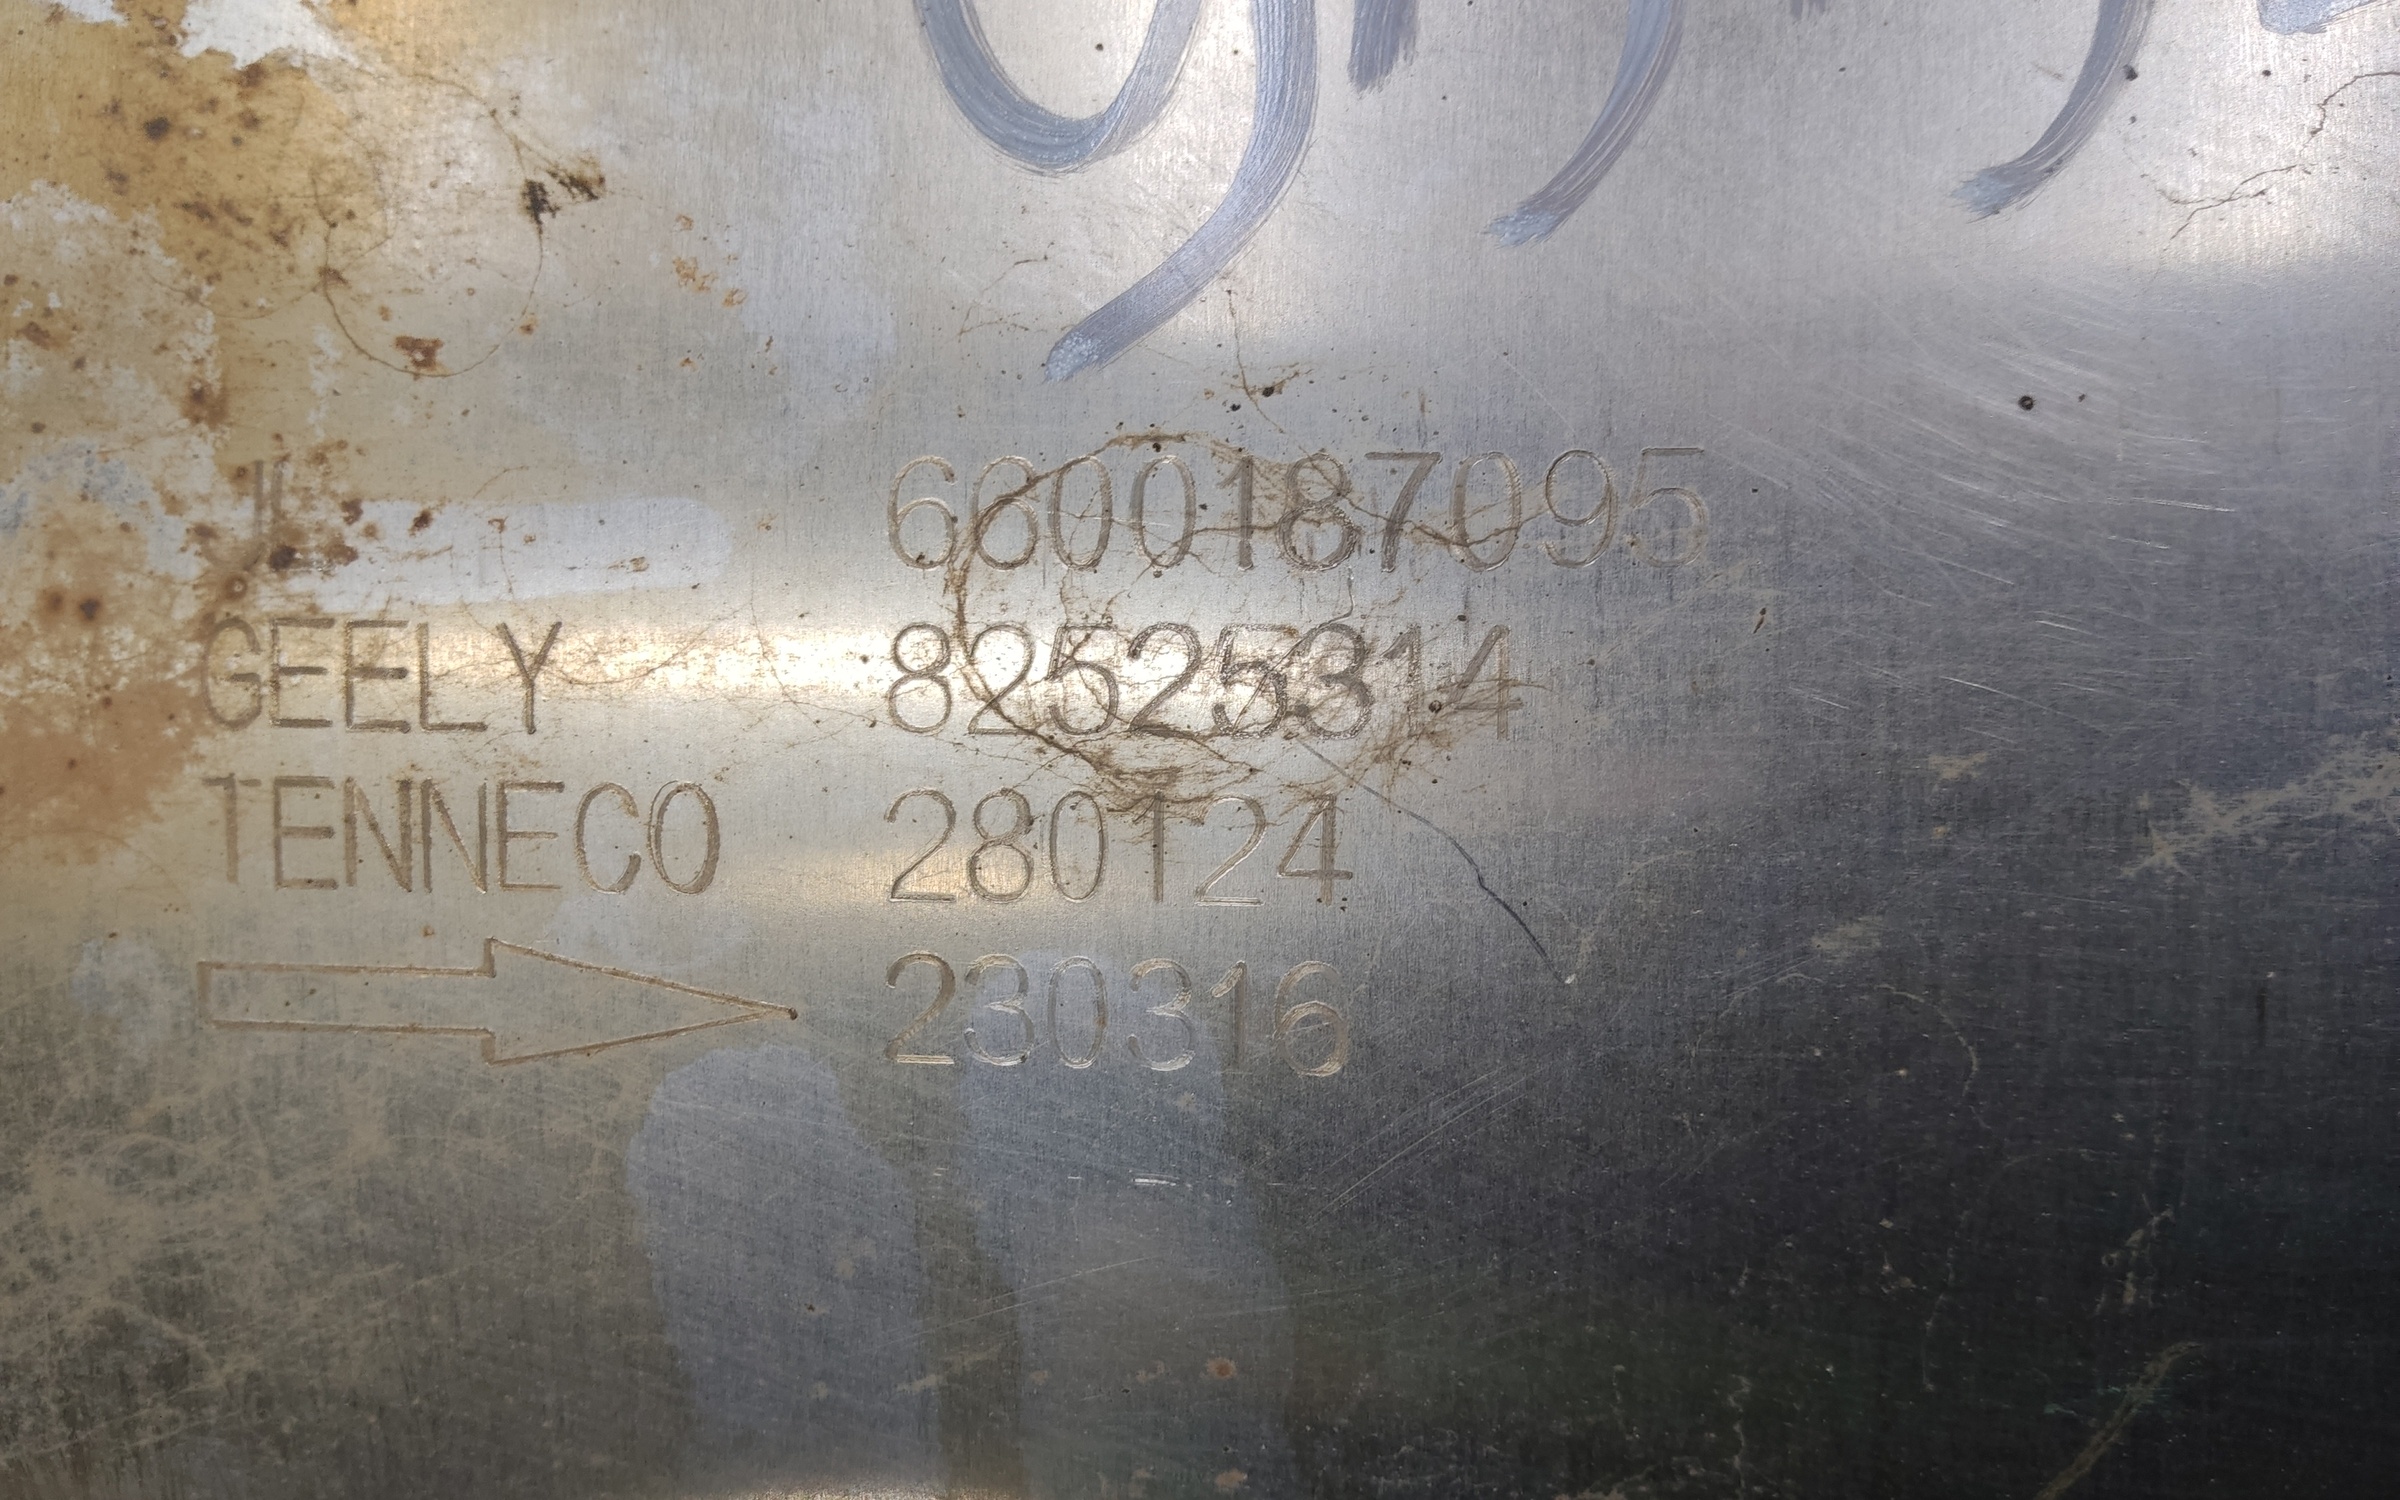 JL 6600187095
GEELY 82525314
TENNECO 280124
230316